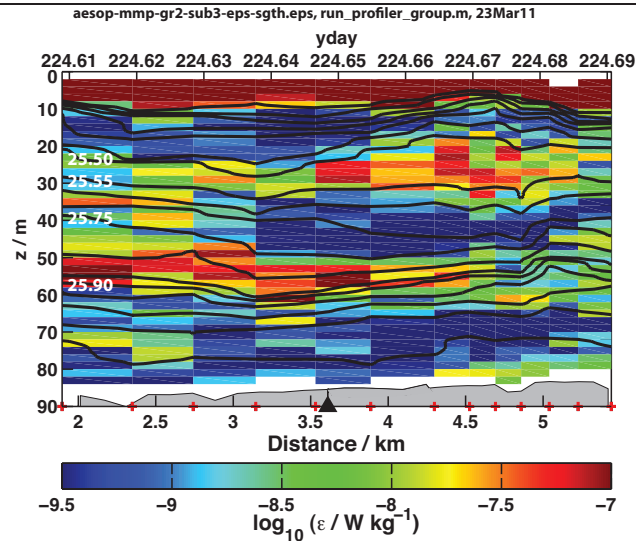 aesop-mmp-gr2-sub3-eps-sgth.eps, run_profiler_group.m, 23Mar11
yday
224.61 224.62 224.63 224.64 224.65 224.66 224.67 224.68 224.69
0
10
20
25.50
25.55
30
25.75
40
z / m
50
25.90
60
70
80
90
2 2.5 3 3.5 4 4.5 5
Distance / km
−9.5 −9 −8.5 −8 −7.5 −7
log10 (ε / W kg−1)